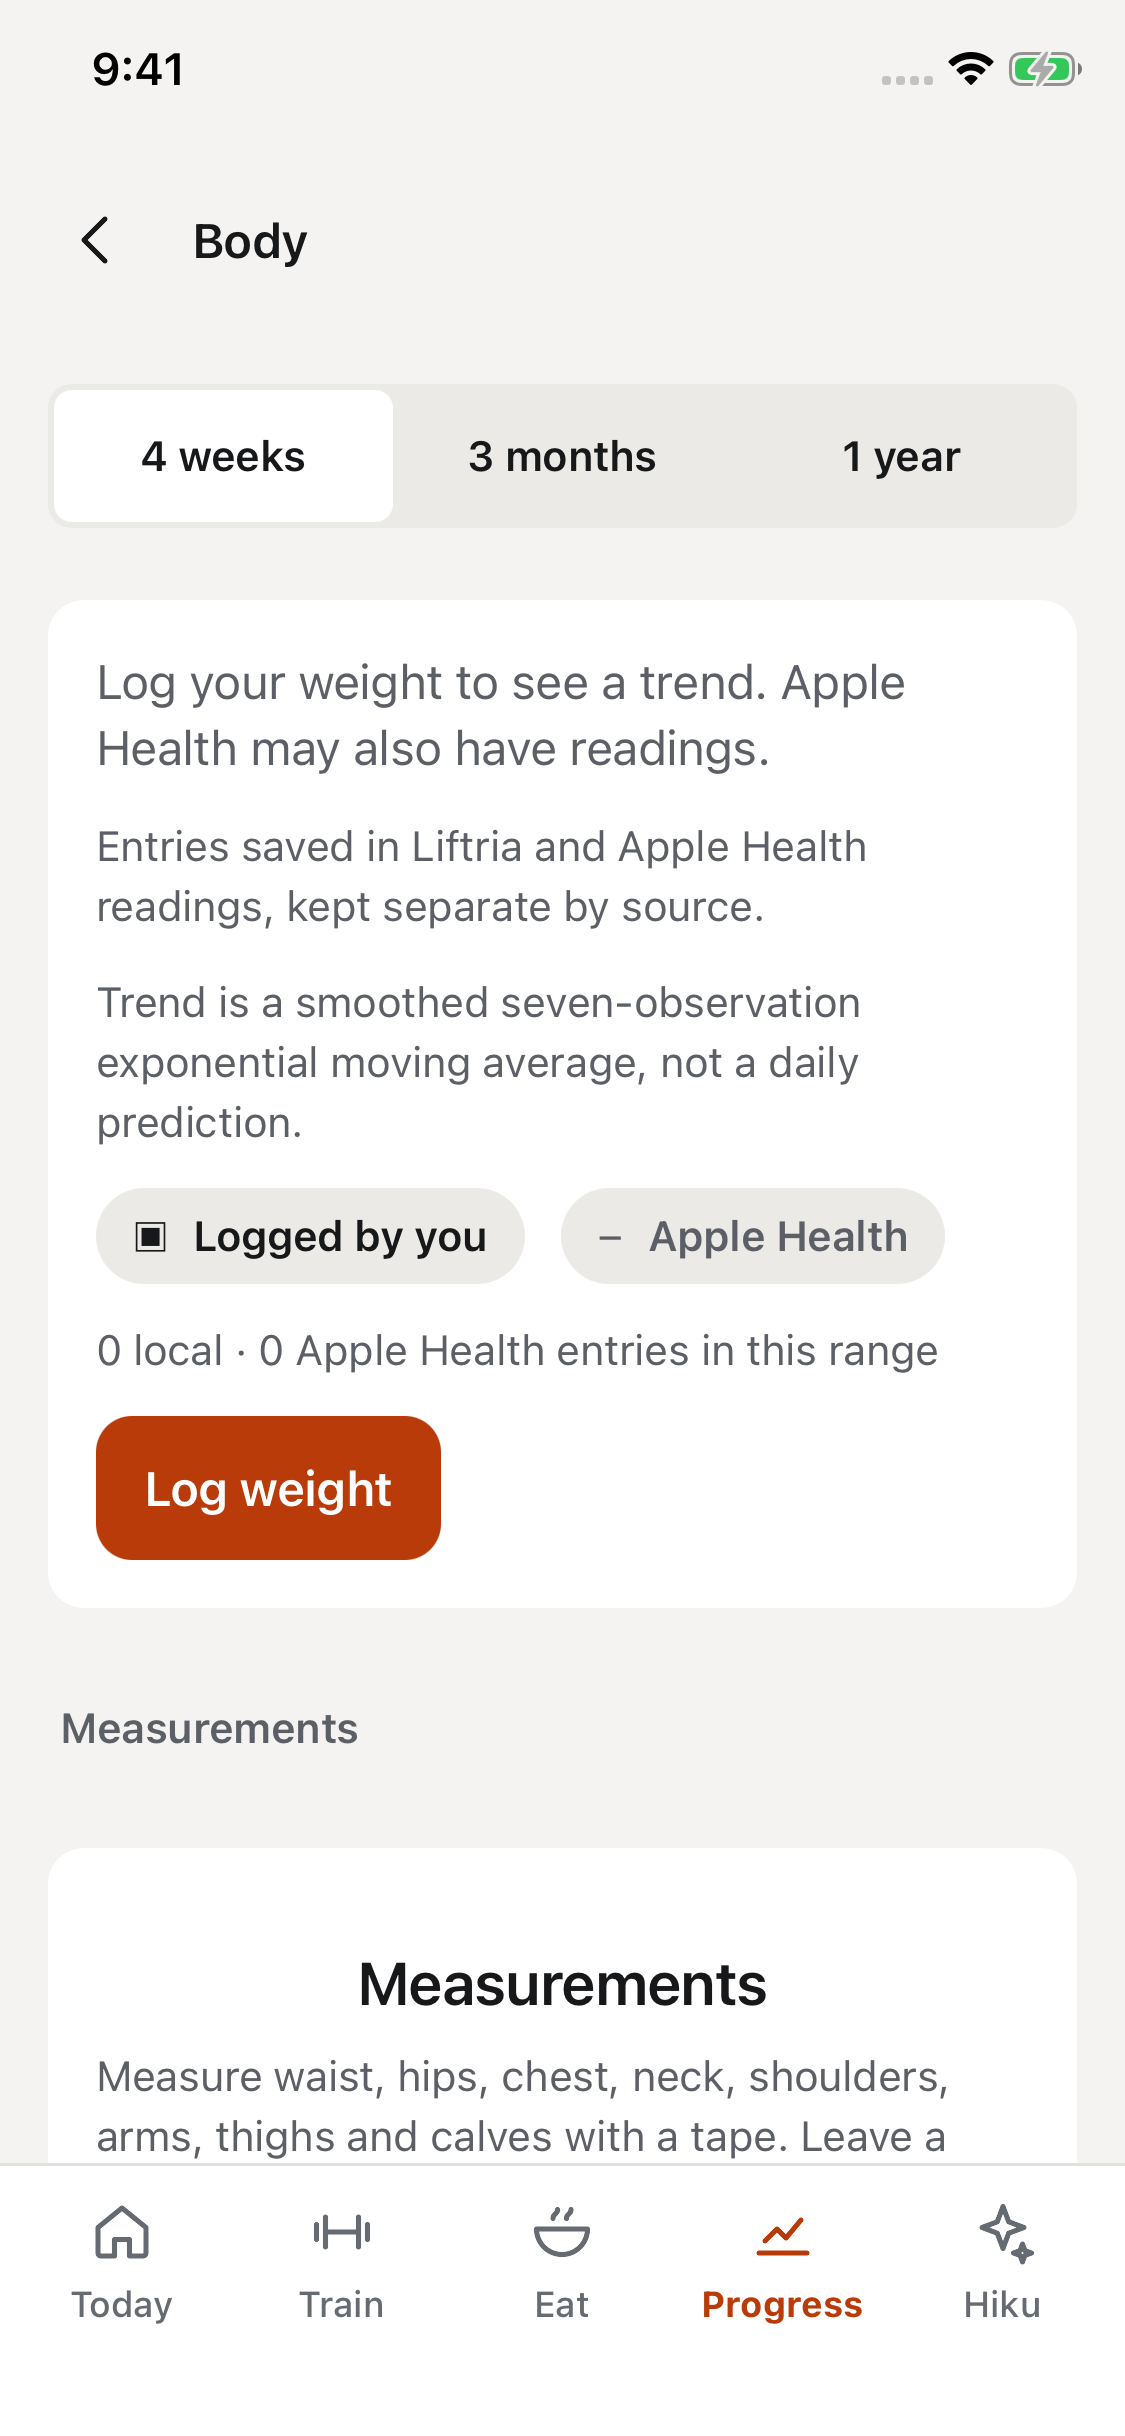 9:41
Body
4 weeks
3 months
1 year
Log your weight to see a trend. Apple
Health may also have readings.
Entries saved in Liftria and Apple Health
readings, kept separate by source.
Trend is a smoothed seven-observation
exponential moving average, not a daily
prediction.
▣ Logged by you
– Apple Health
0 local · 0 Apple Health entries in this range
Log weight
Measurements
Measurements
Measure waist, hips, chest, neck, shoulders,
arms, thighs and calves with a tape. Leave a
Today
Train
Eat
Progress
Hiku